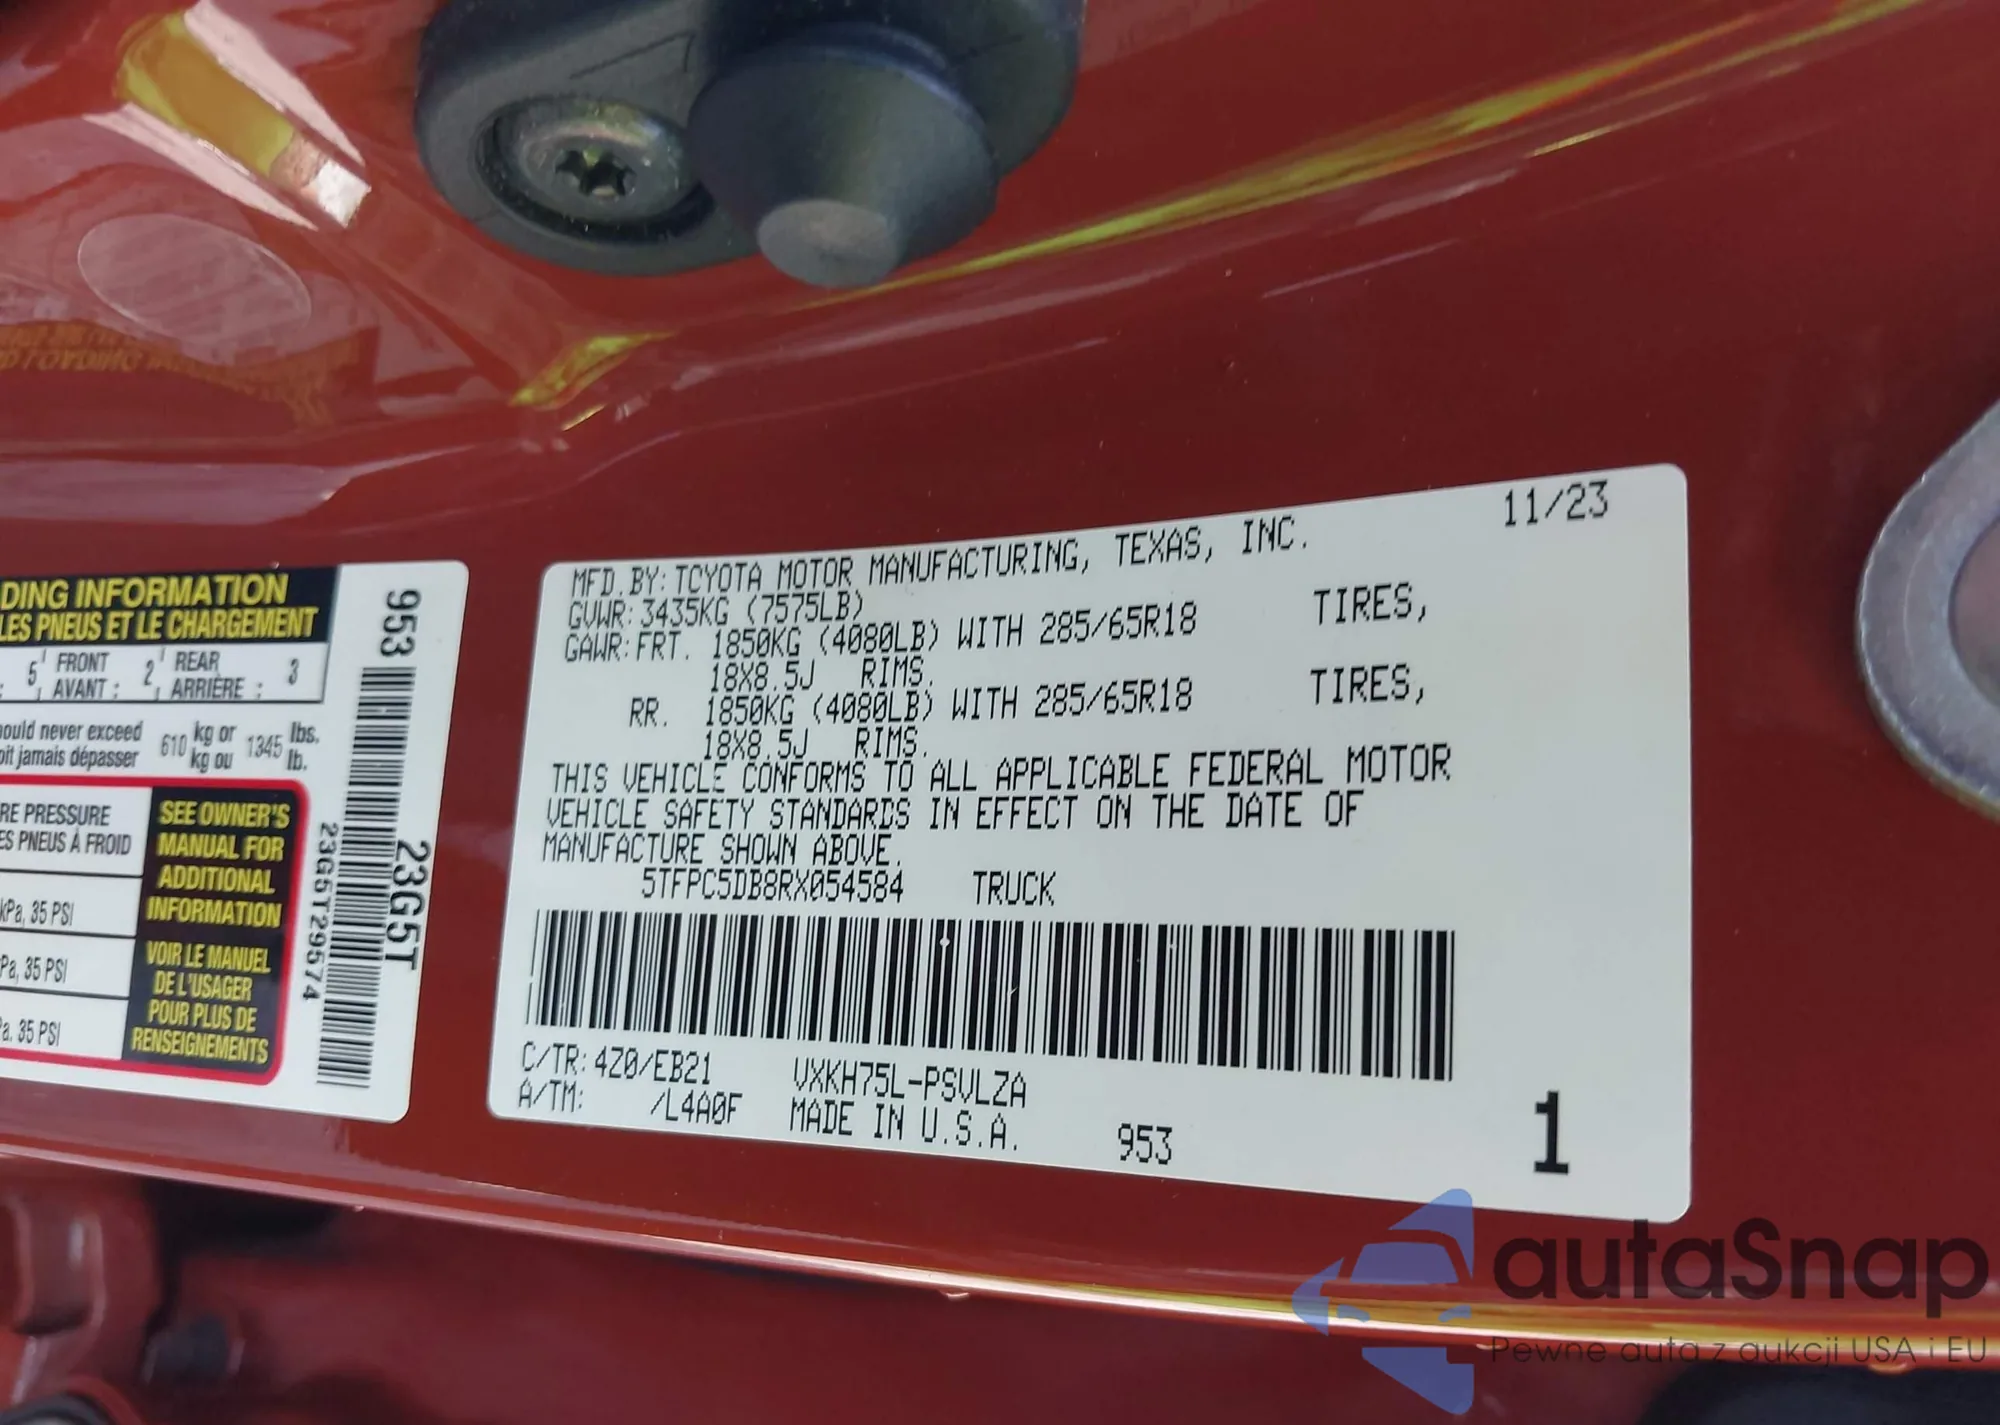 DING INFORMATION
LES PNEUS ET LE CHARGEMENT
5 FRONT 2 REAR 3
AVANT : ARRIÈRE :
ould never exceed 610 kg or 1345 lbs.
oit jamais dépasser kg ou lb.
RE PRESSURE
ES PNEUS À FROID
kPa, 35 PSI
Pa, 35 PSI
a. 35 PSI
SEE OWNER'S
MANUAL FOR
ADDITIONAL
INFORMATION
VOIR LE MANUEL
DE L'USAGER
POUR PLUS DE
RENSEIGNEMENTS
953
23G5T
23G5T29574
11/23
MFD.BY:TOYOTA MOTOR MANUFACTURING, TEXAS, INC.
GVWR:3435KG (7575LB)
GAWR:FRT. 1850KG (4080LB) WITH 285/65R18 TIRES,
18X8.5J RIMS.
RR. 1850KG (4080LB) WITH 285/65R18 TIRES,
18X8.5J RIMS.
THIS VEHICLE CONFORMS TO ALL APPLICABLE FEDERAL MOTOR
VEHICLE SAFETY STANDARDS IN EFFECT ON THE DATE OF
MANUFACTURE SHOWN ABOVE.
5TFPC5DB8RX054584 TRUCK
C/TR:4Z0/EB21 VXKH75L-PSVLZA
A/TM: /L4A0F MADE IN U.S.A. 953
1
autaSnap
Pewne auta z aukcji USA i EU